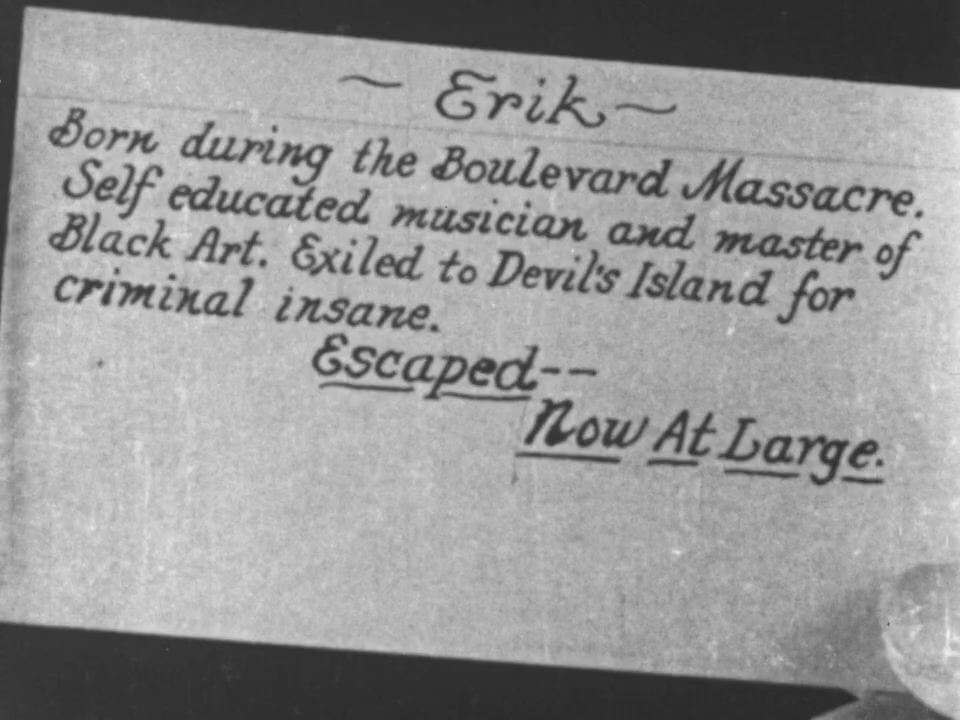 ~ Erik ~
Born during the Boulevard Massacre.
Self educated musician and master of
Black Art. Exiled to Devil's Island for
criminal insane.
Escaped--
Now At Large.